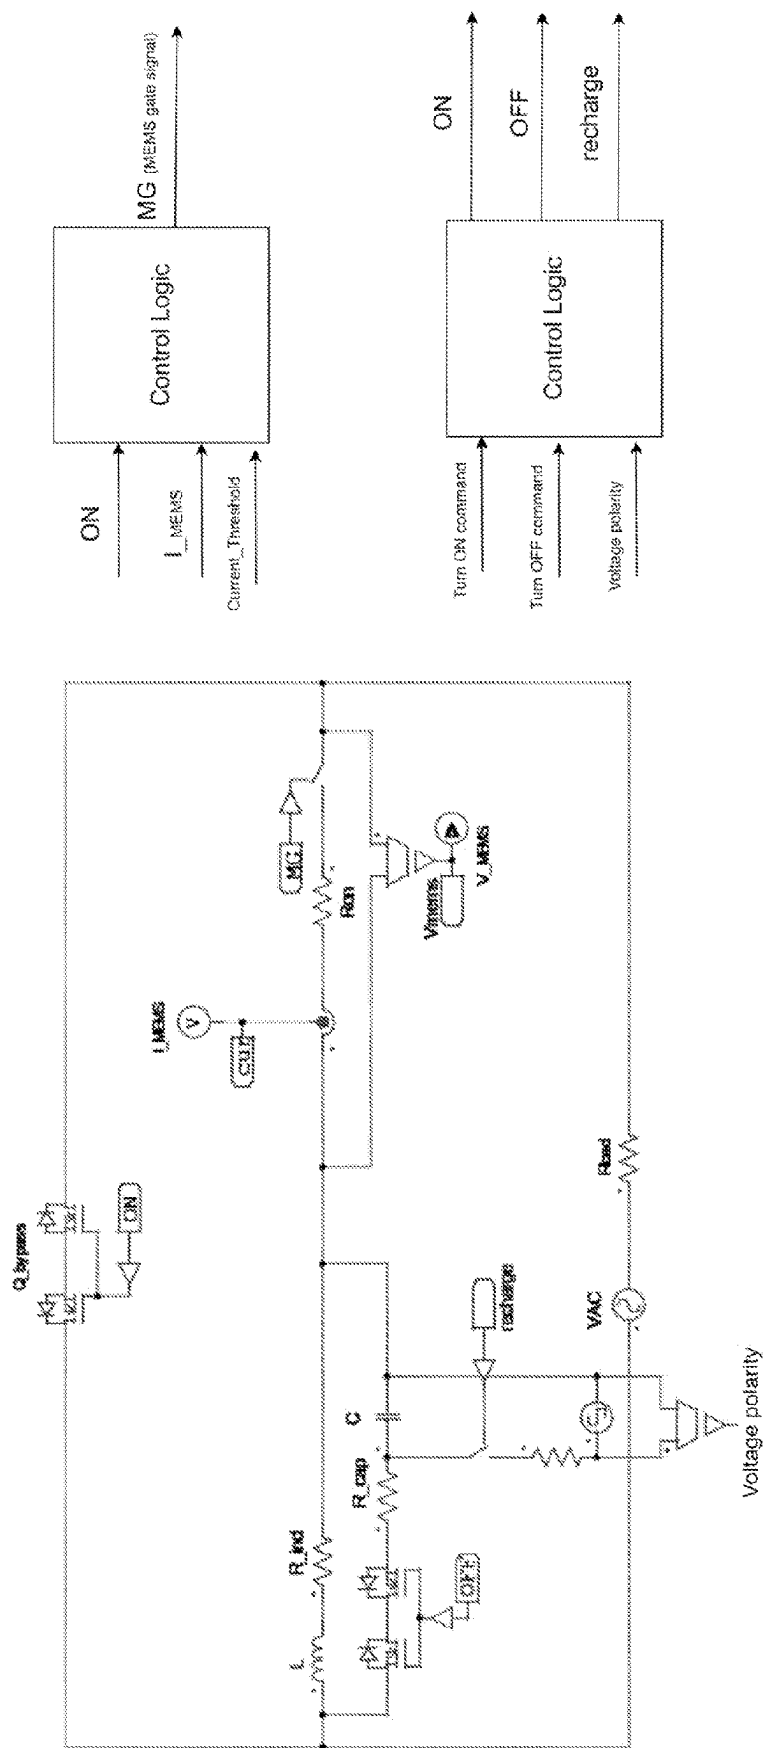 MG (MEMS gate signal)
Control Logic
ON
I_MEMS
Current_Threshold
ON
OFF
recharge
Control Logic
Turn ON command
Turn OFF command
Voltage polarity
Q_bypass
ON
I_MEMS
cur
MG
Ron
Vmems
V_MEMS
V
L
R_ind
R_cap
C
OFF
recharge
VAC
Rload
Voltage polarity